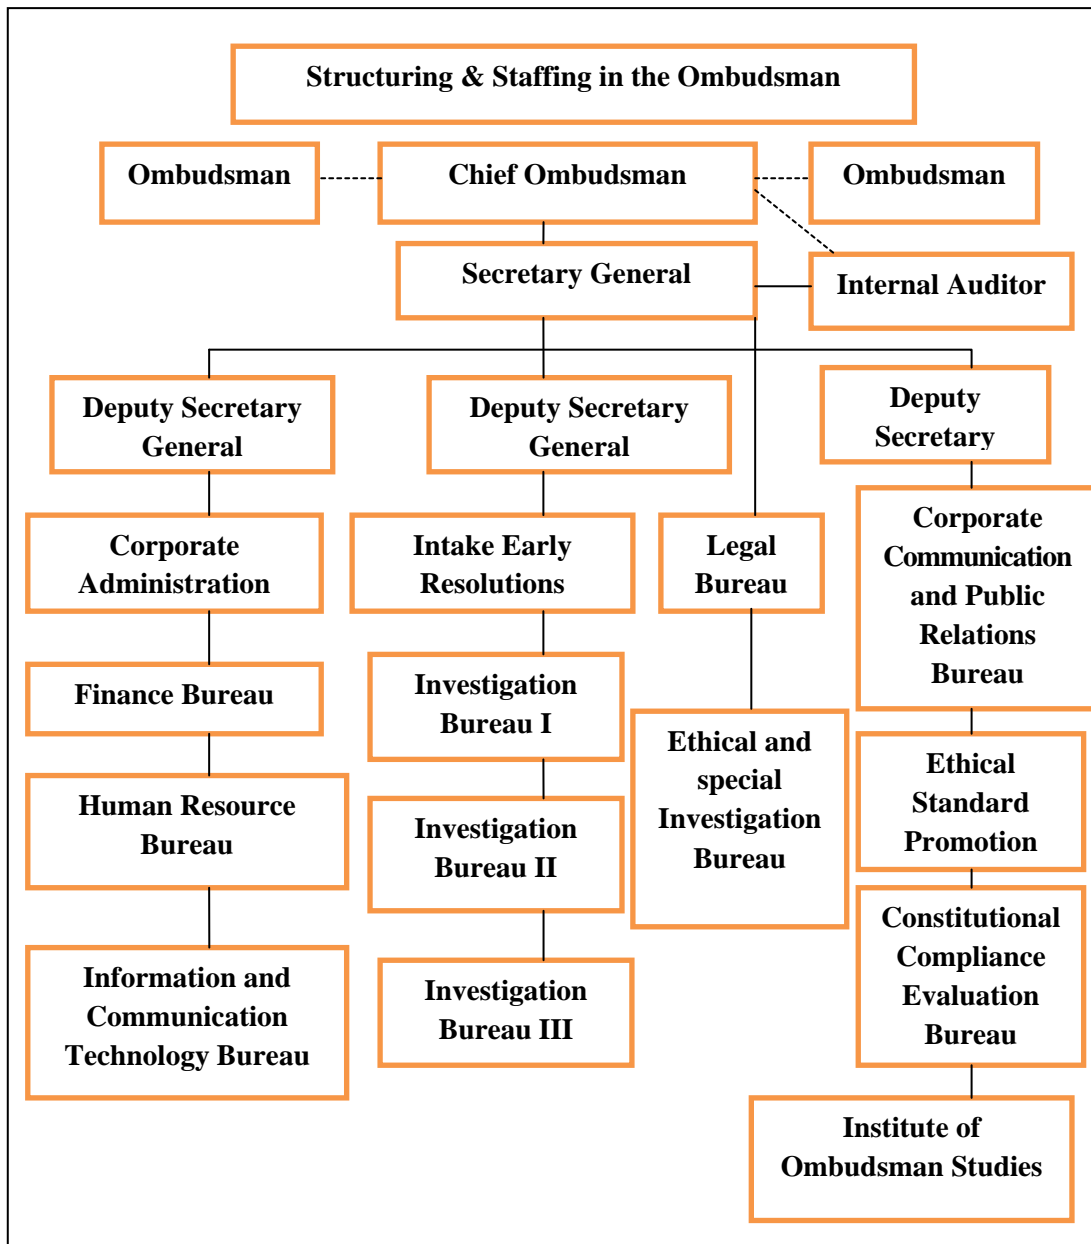 Structuring & Staffing in the Ombudsman
Ombudsman
Chief Ombudsman
Ombudsman
Secretary General
Internal Auditor
Deputy Secretary
General
Deputy Secretary
General
Deputy
Secretary
Corporate
Administration
Intake Early
Resolutions
Legal
Bureau
Corporate
Communication
and Public
Relations
Bureau
Finance Bureau
Investigation
Bureau I
Ethical and
special
Investigation
Bureau
Ethical
Standard
Promotion
Human Resource
Bureau
Investigation
Bureau II
Constitutional
Compliance
Evaluation
Bureau
Information and
Communication
Technology Bureau
Investigation
Bureau III
Institute of
Ombudsman Studies